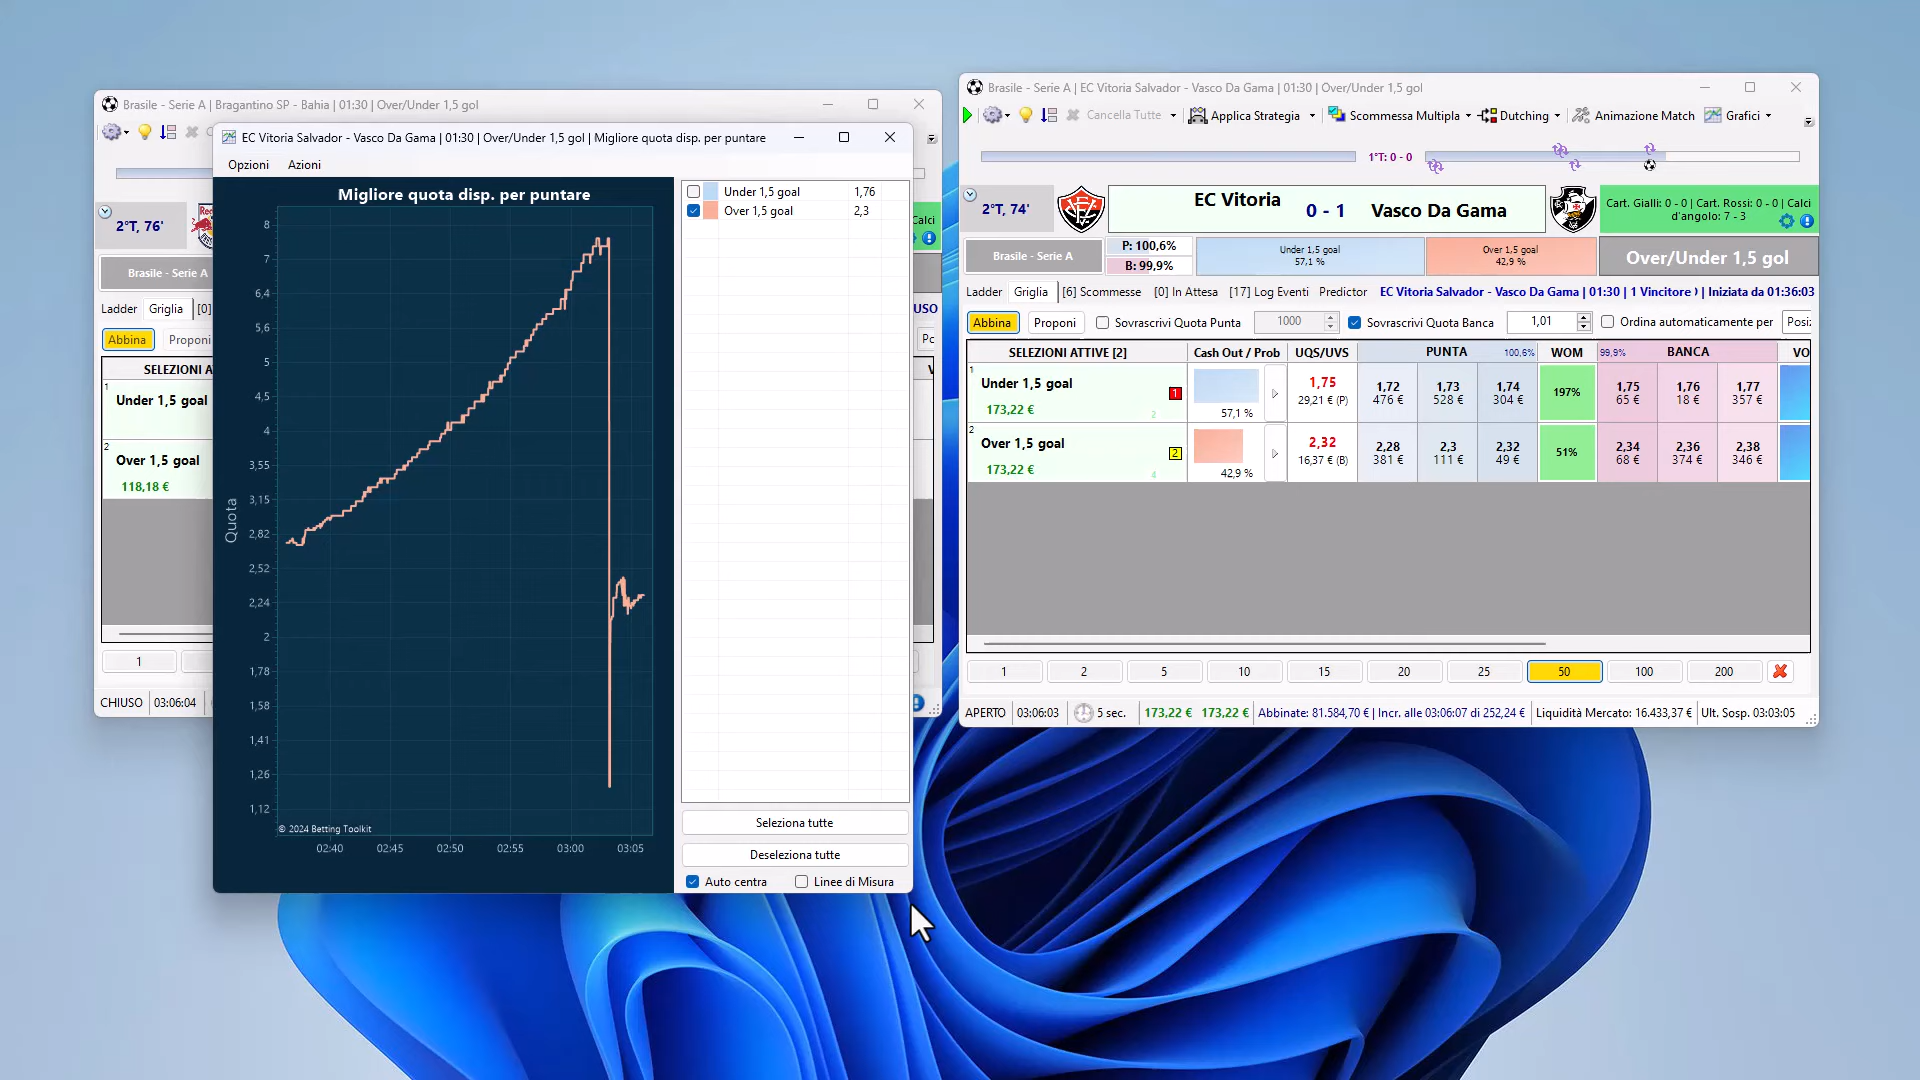 Brasile - Serie A | Bragantino SP - Bahia | 01:30 | Over/Under 1,5 gol
2°T, 76'
Red
Calci
Brasile - Serie A
Ladder
Griglia
[0]
USO
Abbina
Proponi
SELEZIONI A
1
Under 1,5 goal
2
Over 1,5 goal
118,18 €
1
CHIUSO
03:06:04
EC Vitoria Salvador - Vasco Da Gama | 01:30 | Over/Under 1,5 gol | Migliore quota disp. per puntare
Opzioni
Azioni
Migliore quota disp. per puntare
Quota
8
7
6,4
5,6
5
4,5
4
3,55
3,15
2,82
2,52
2,24
2
1,78
1,58
1,41
1,26
1,12
© 2024 Betting Toolkit
02:40
02:45
02:50
02:55
03:00
03:05
Under 1,5 goal 1,76
Over 1,5 goal 2,3
Seleziona tutte
Deseleziona tutte
Auto centra
Linee di Misura
Brasile - Serie A | EC Vitoria Salvador - Vasco Da Gama | 01:30 | Over/Under 1,5 gol
Cancella Tutte
Applica Strategia
Scommessa Multipla
Dutching
Animazione Match
Grafici
1°T: 0 - 0
2°T, 74'
EC Vitoria
0 - 1
Vasco Da Gama
Cart. Gialli: 0 - 0 | Cart. Rossi: 0 - 0 | Calci
d'angolo: 7 - 3
Brasile - Serie A
P: 100,6%
B: 99,9%
Under 1,5 goal
57,1 %
Over 1,5 goal
42,9 %
Over/Under 1,5 gol
Ladder
Griglia
[6] Scommesse
[0] In Attesa
[17] Log Eventi
Predictor
EC Vitoria Salvador - Vasco Da Gama | 01:30 | 1 Vincitore | Iniziata da 01:36:03
Abbina
Proponi
Sovrascrivi Quota Punta
1000
Sovrascrivi Quota Banca
1,01
Ordina automaticamente per
Posiz
SELEZIONI ATTIVE [2]
Cash Out / Prob
UQS/UVS
PUNTA
100,6%
WOM
99,9%
BANCA
VO
1
Under 1,5 goal
173,22 €
1
2
57,1 %
1,75
29,21 € (P)
1,72
476 €
1,73
528 €
1,74
304 €
197%
1,75
65 €
1,76
18 €
1,77
357 €
2
Over 1,5 goal
173,22 €
2
4
42,9 %
2,32
16,37 € (B)
2,28
381 €
2,3
111 €
2,32
49 €
51%
2,34
68 €
2,36
374 €
2,38
346 €
1
2
5
10
15
20
25
50
100
200
APERTO
03:06:03
5 sec.
173,22 € 173,22 €
Abbinate: 81.584,70 € | Incr. alle 03:06:07 di 252,24 €
Liquidità Mercato: 16.433,37 €
Ult. Sosp. 03:03:05